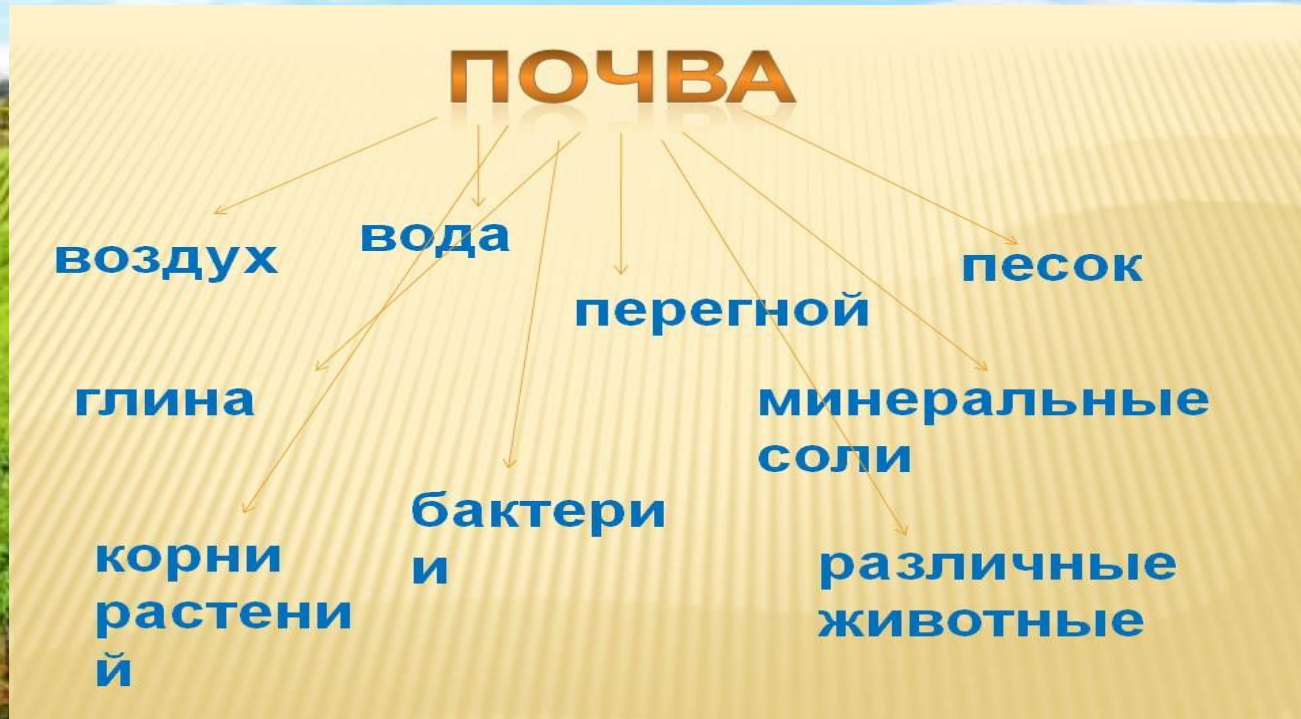 ПОЧВА
воздух
вода
перегной
песок
глина
минеральные
соли
бактери
и
корни
растени
й
различные
животные